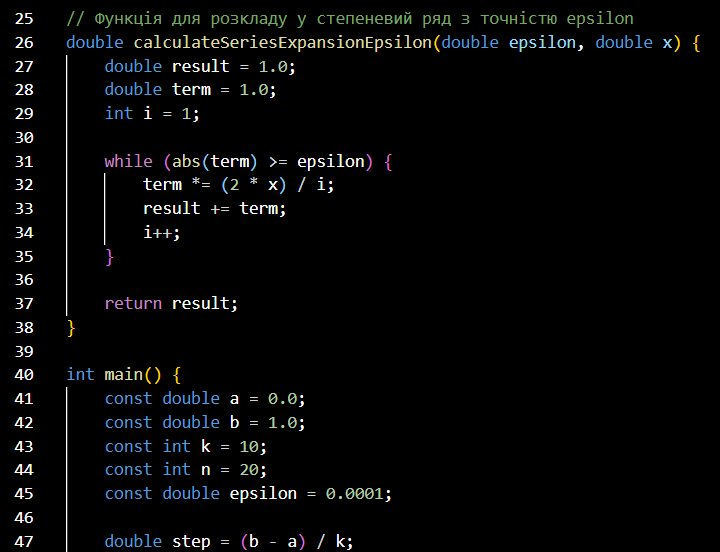 25 // Функція для розкладу у степеневий ряд з точністю epsilon
26 double calculateSeriesExpansionEpsilon(double epsilon, double x) {
27     double result = 1.0;
28     double term = 1.0;
29     int i = 1;
30
31     while (abs(term) >= epsilon) {
32         term *= (2 * x) / i;
33         result += term;
34         i++;
35     }
36
37     return result;
38 }
39
40 int main() {
41     const double a = 0.0;
42     const double b = 1.0;
43     const int k = 10;
44     const int n = 20;
45     const double epsilon = 0.0001;
46
47     double step = (b - a) / k;